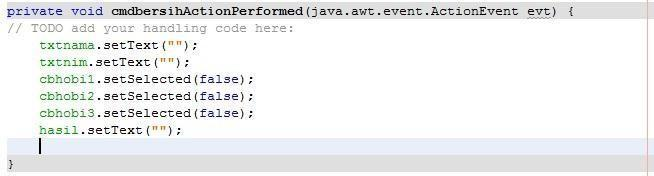 private void cmdbersihActionPerformed(java.awt.event.ActionEvent evt) {
// TODO add your handling code here:
    txtnama.setText("");
    txtnim.setText("");
    cbhobi1.setSelected(false);
    cbhobi2.setSelected(false);
    cbhobi3.setSelected(false);
    hasil.setText("");
}